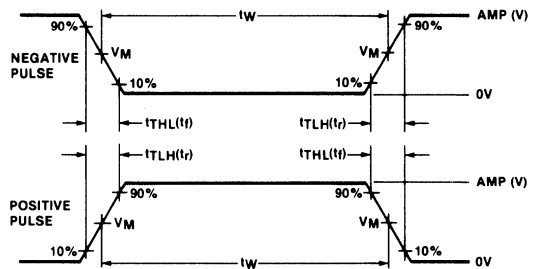 tW
AMP (V)
90%
90%
NEGATIVE
PULSE
VM
VM
10%
10%
0V
tTHL(tf)
tTLH(tr)
tTLH(tr)
tTHL(tf)
AMP (V)
90%
90%
POSITIVE
PULSE
VM
VM
10%
10%
tW
0V